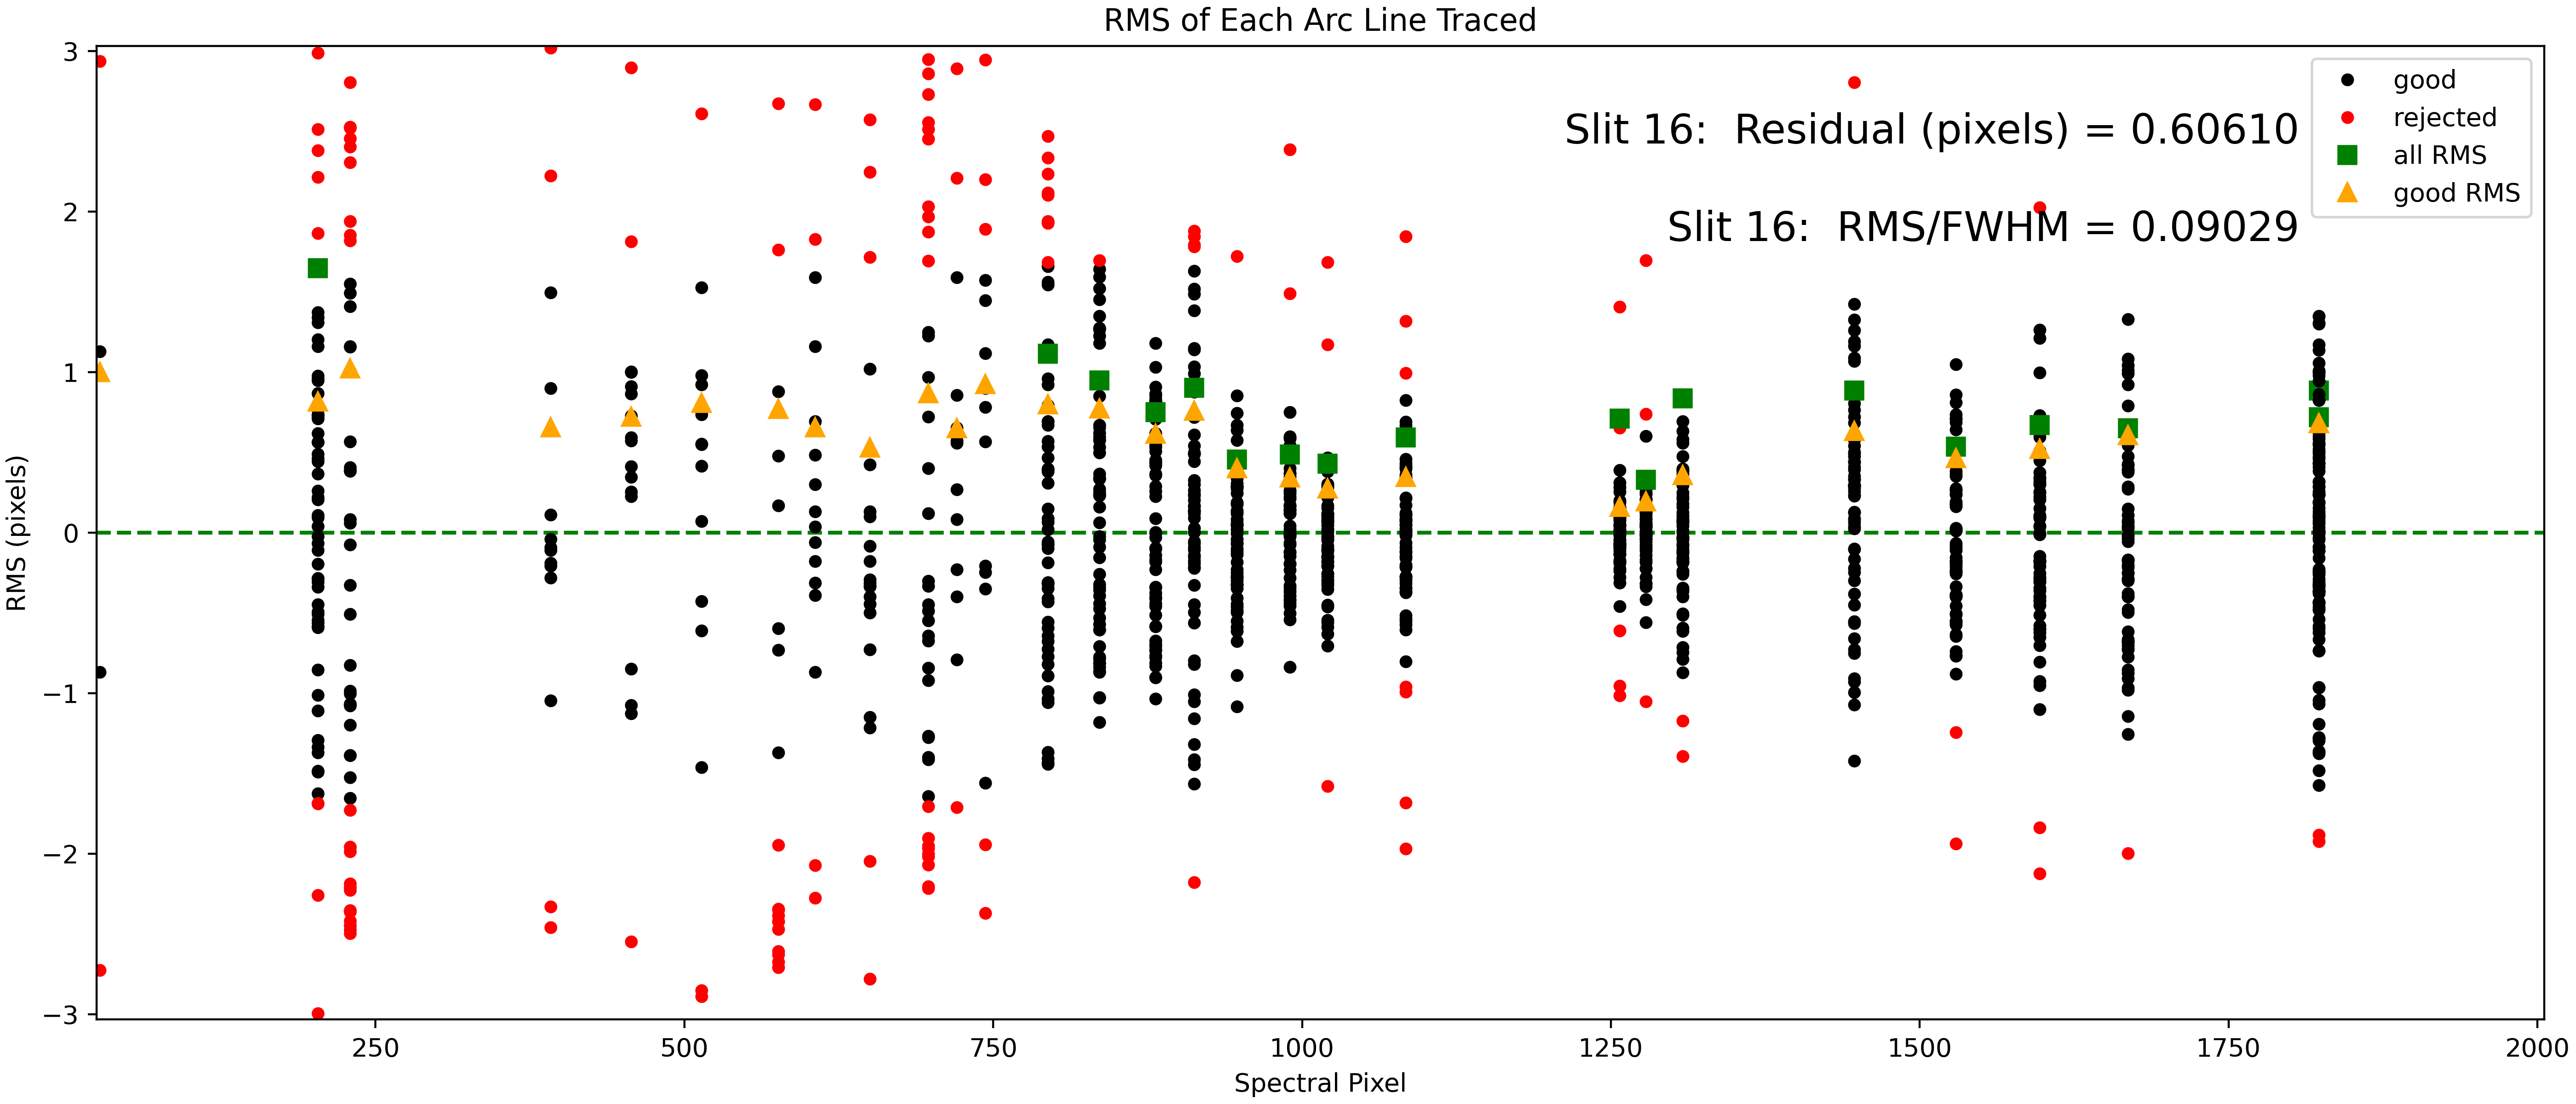 RMS of Each Arc Line Traced
3
2
1
0
−1
−2
−3
RMS (pixels)
Slit 16:  Residual (pixels) = 0.60610
Slit 16:  RMS/FWHM = 0.09029
good
rejected
all RMS
good RMS
250 500 750 1000 1250 1500 1750 2000
Spectral Pixel